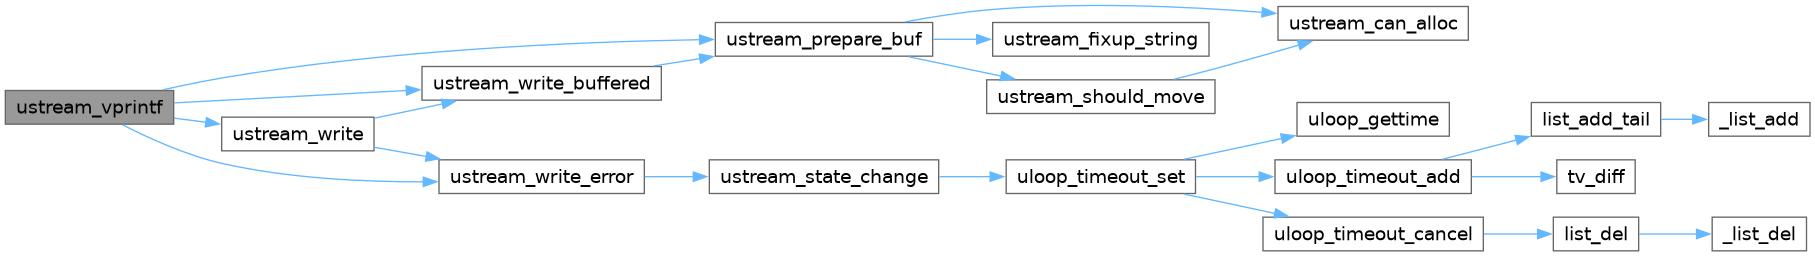 ustream_vprintf
ustream_prepare_buf
ustream_write_buffered
ustream_write
ustream_write_error
ustream_can_alloc
ustream_fixup_string
ustream_should_move
ustream_state_change
uloop_timeout_set
uloop_gettime
uloop_timeout_add
uloop_timeout_cancel
list_add_tail
_list_add
tv_diff
list_del
_list_del